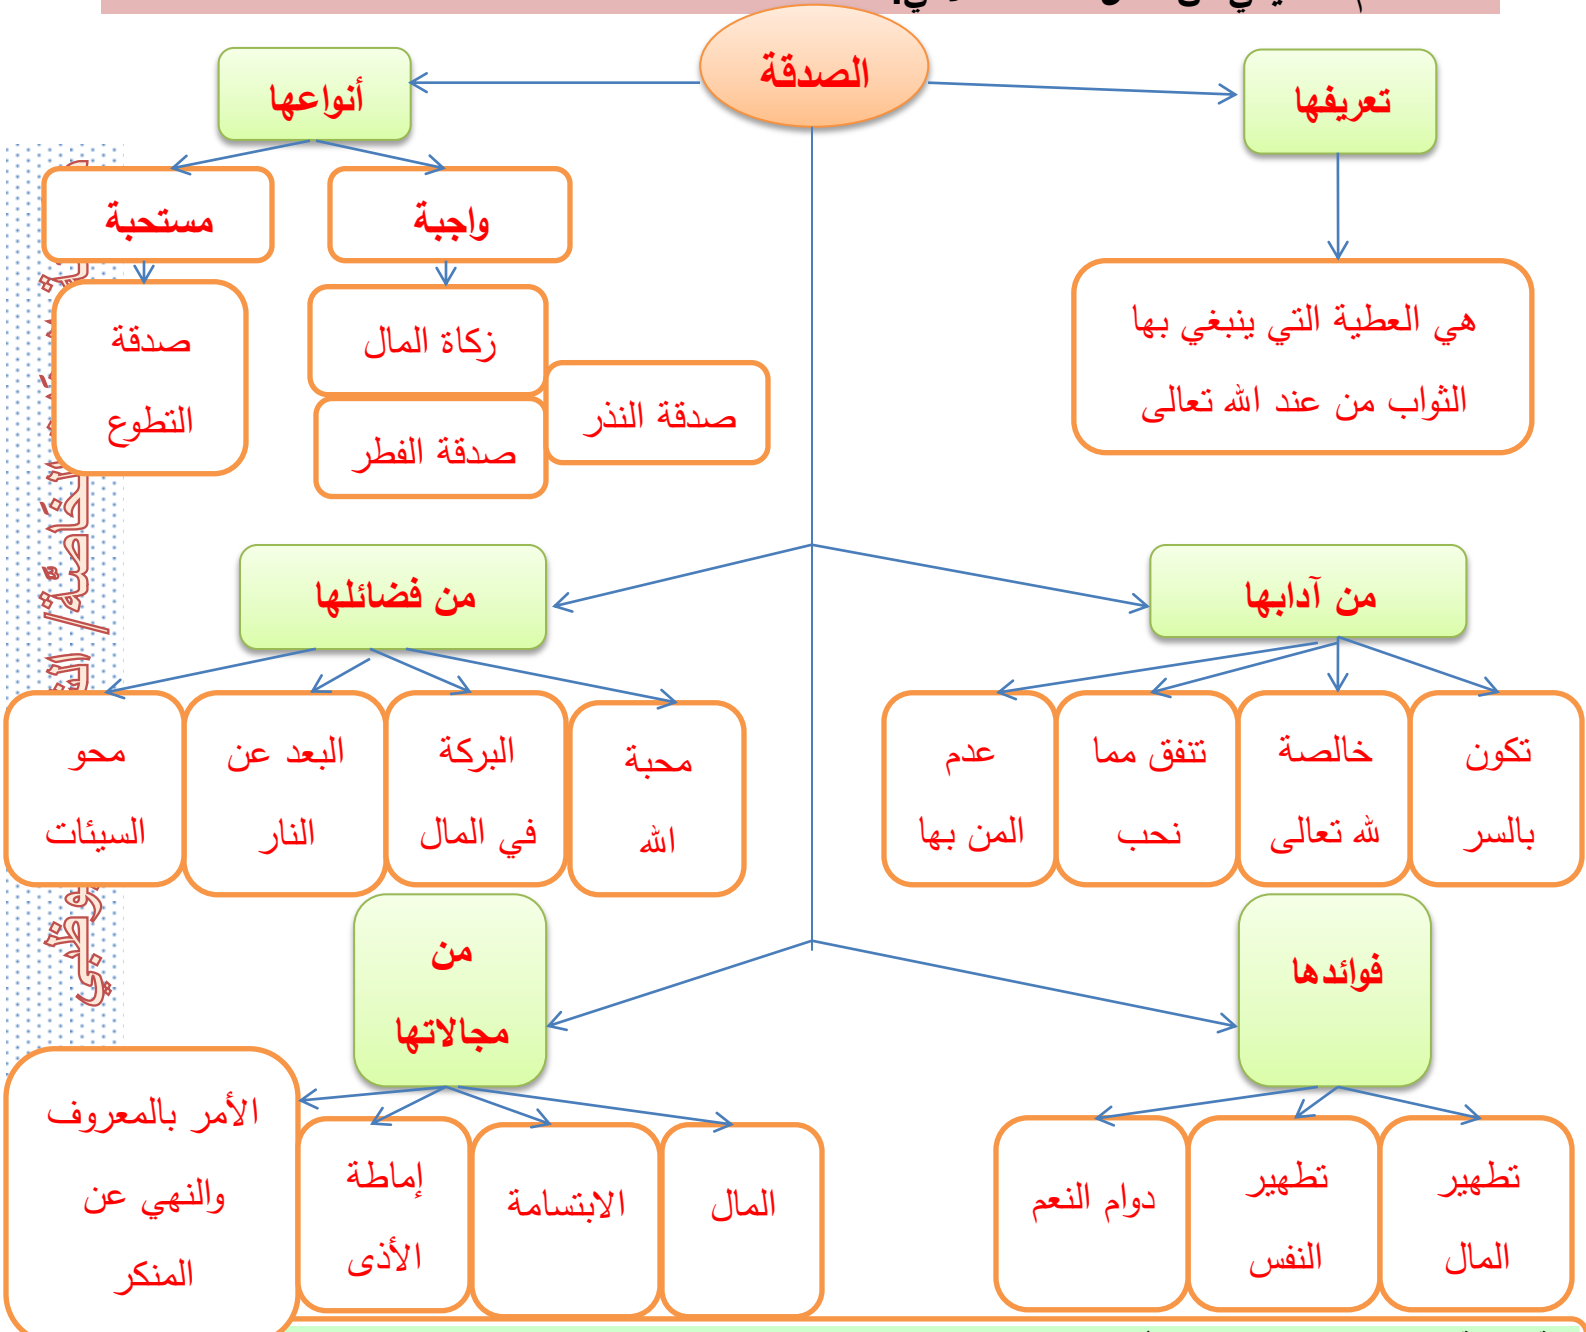 الصدقة
تعريفها
هي العطية التي ينبغي بها
الثواب من عند الله تعالى
أنواعها
واجبة
مستحبة
زكاة المال
صدقة النذر
صدقة الفطر
صدقة
التطوع
من آدابها
تكون
بالسر
خالصة
لله تعالى
تنفق مما
نحب
عدم
المن بها
من فضائلها
محبة
الله
البركة
في المال
البعد عن
النار
محو
السيئات
فوائدها
تطهير
المال
تطهير
النفس
دوام النعم
من
مجالاتها
المال
الابتسامة
إماطة
الأذى
الأمر بالمعروف
والنهي عن
المنكر